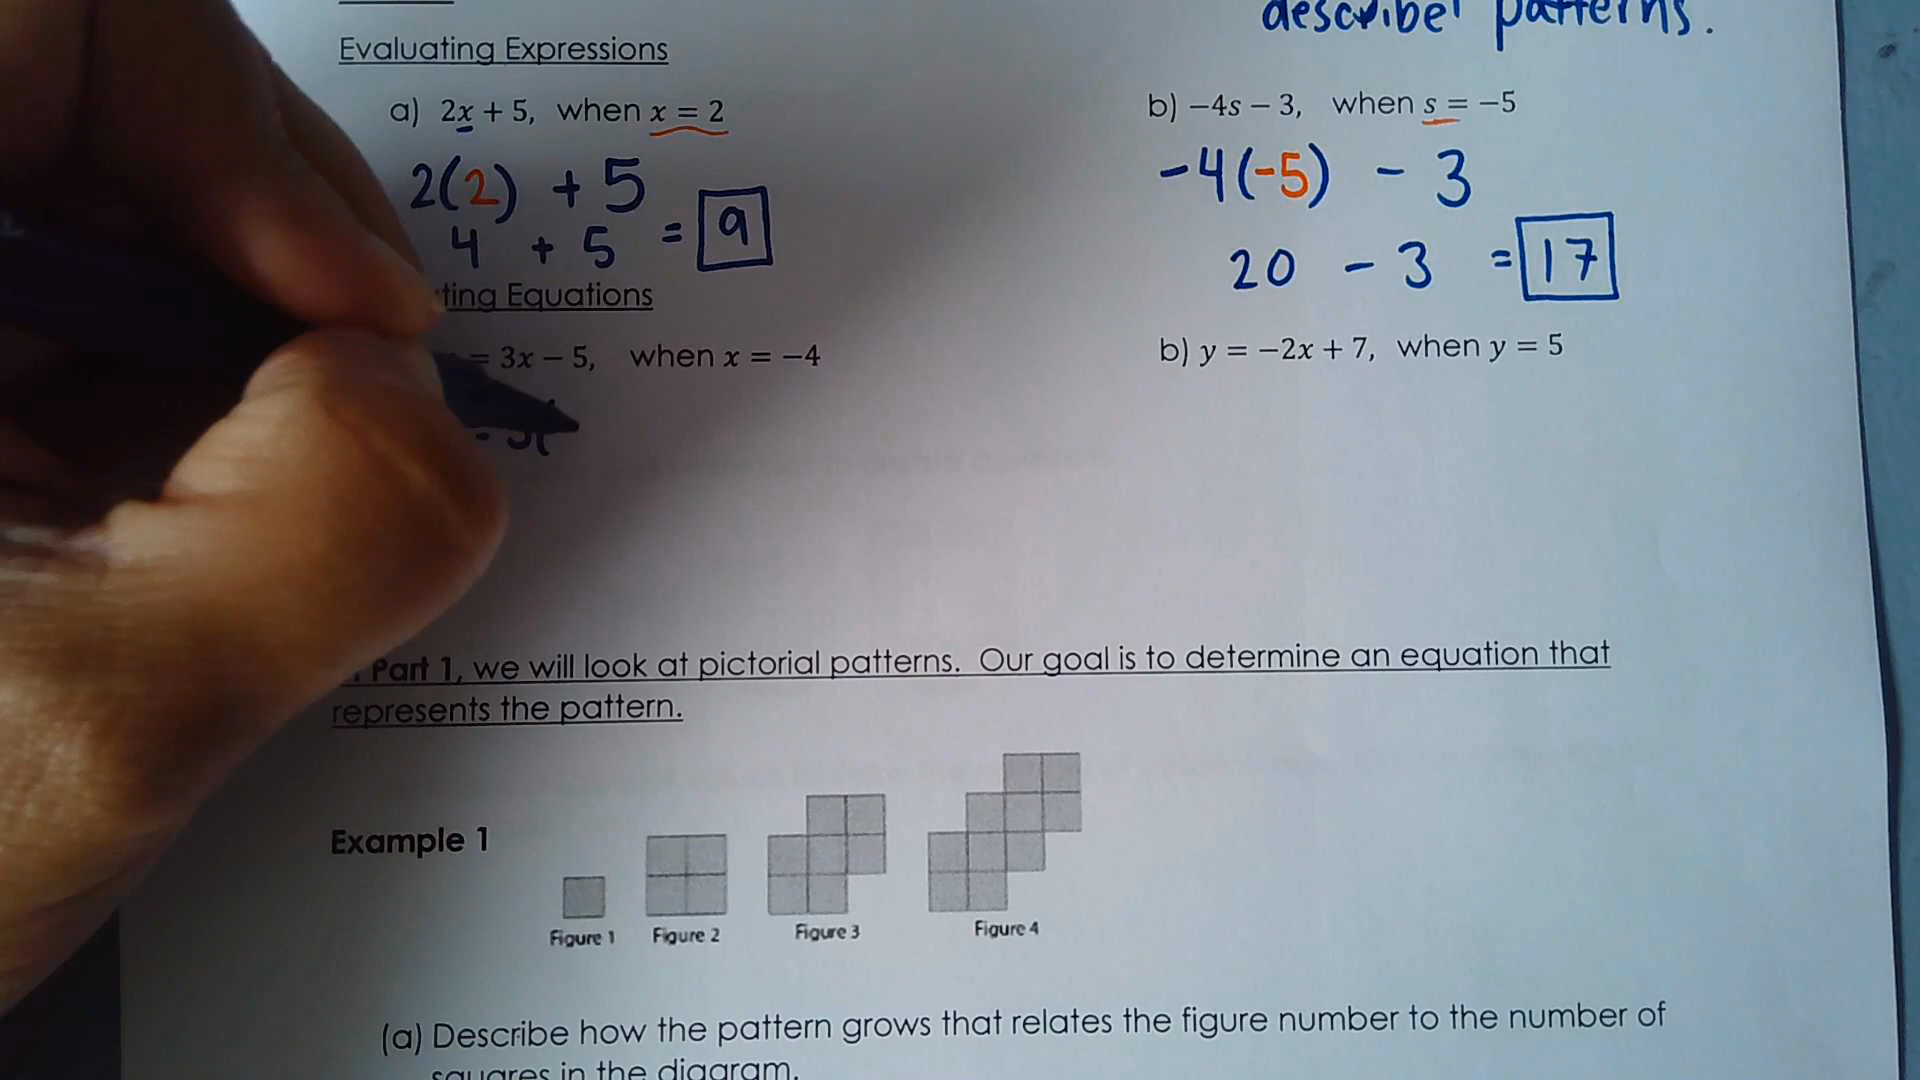 describe patterns.
Evaluating Expressions
a) 2x + 5, when x = 2
2(2) + 5
4 + 5 = 9
b) −4s − 3, when s = −5
-4(-5) - 3
20 - 3 = 17
Equations
= 3x − 5, when x = −4
b) y = −2x + 7, when y = 5
Part 1, we will look at pictorial patterns. Our goal is to determine an equation that
represents the pattern.
Example 1
Figure 1 Figure 2 Figure 3 Figure 4
(a) Describe how the pattern grows that relates the figure number to the number of
squares in the diagram.